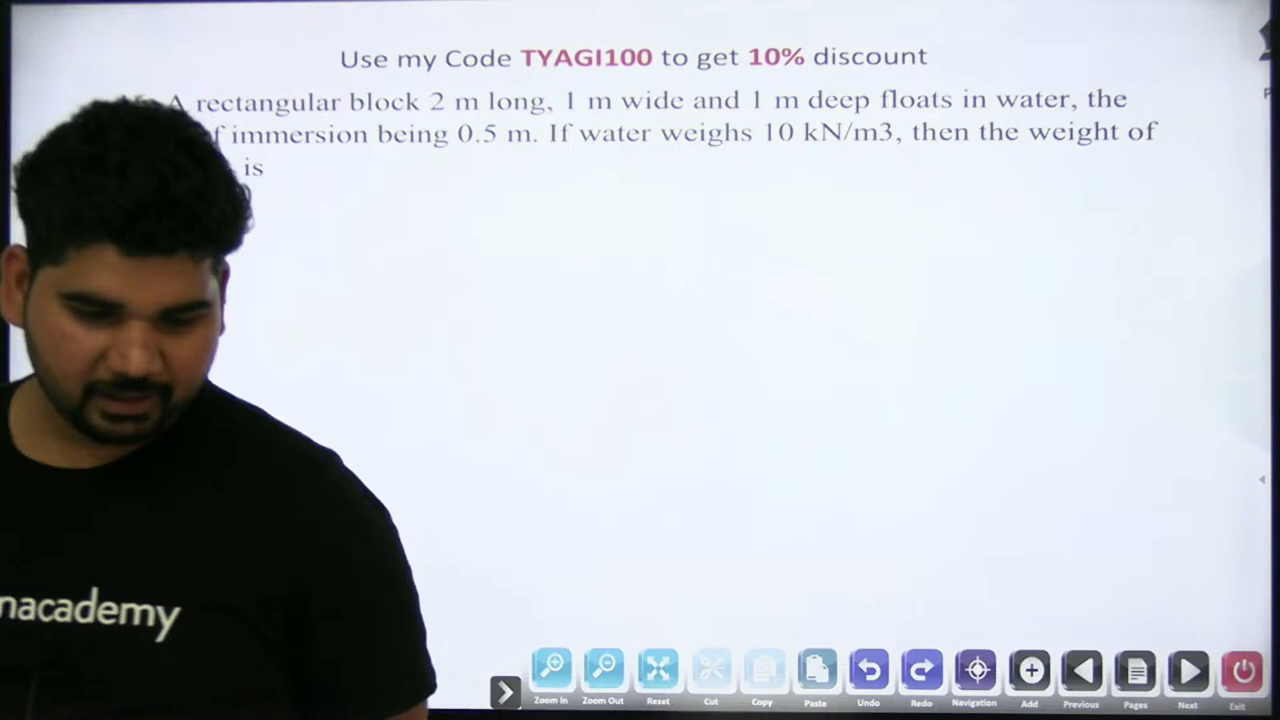 Use my Code TYAGI100 to get 10% discount
A rectangular block 2 m long, 1 m wide and 1 m deep floats in water, the
immersion being 0.5 m. If water weighs 10 kN/m3, then the weight of
is
nacademy
Zoom In Zoom Out Reset Cut Copy Paste Undo Redo Navigation Add Previous Pages Next Exit